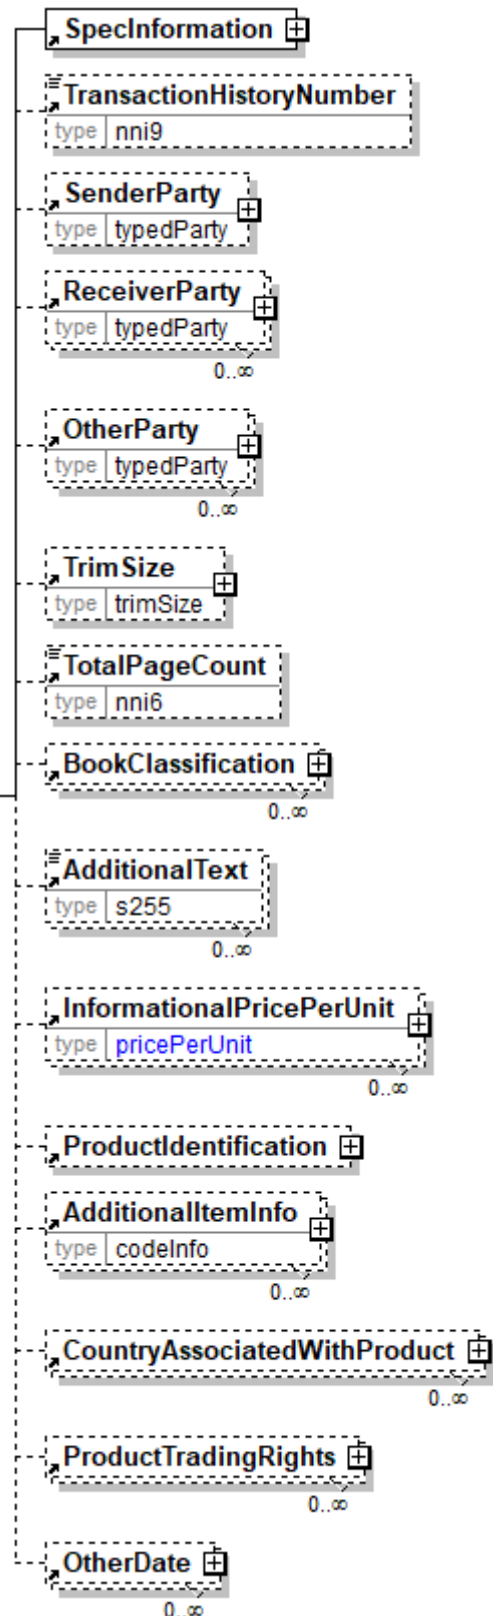 SpecInformation
TransactionHistoryNumber
type nni9
SenderParty
type typedParty
ReceiverParty
type typedParty
0..∞
OtherParty
type typedParty
0..∞
TrimSize
type trimSize
TotalPageCount
type nni6
BookClassification
0..∞
AdditionalText
type s255
0..∞
InformationalPricePerUnit
type pricePerUnit
0..∞
ProductIdentification
AdditionalItemInfo
type codeInfo
0..∞
CountryAssociatedWithProduct
0..∞
ProductTradingRights
0..∞
OtherDate
0..∞